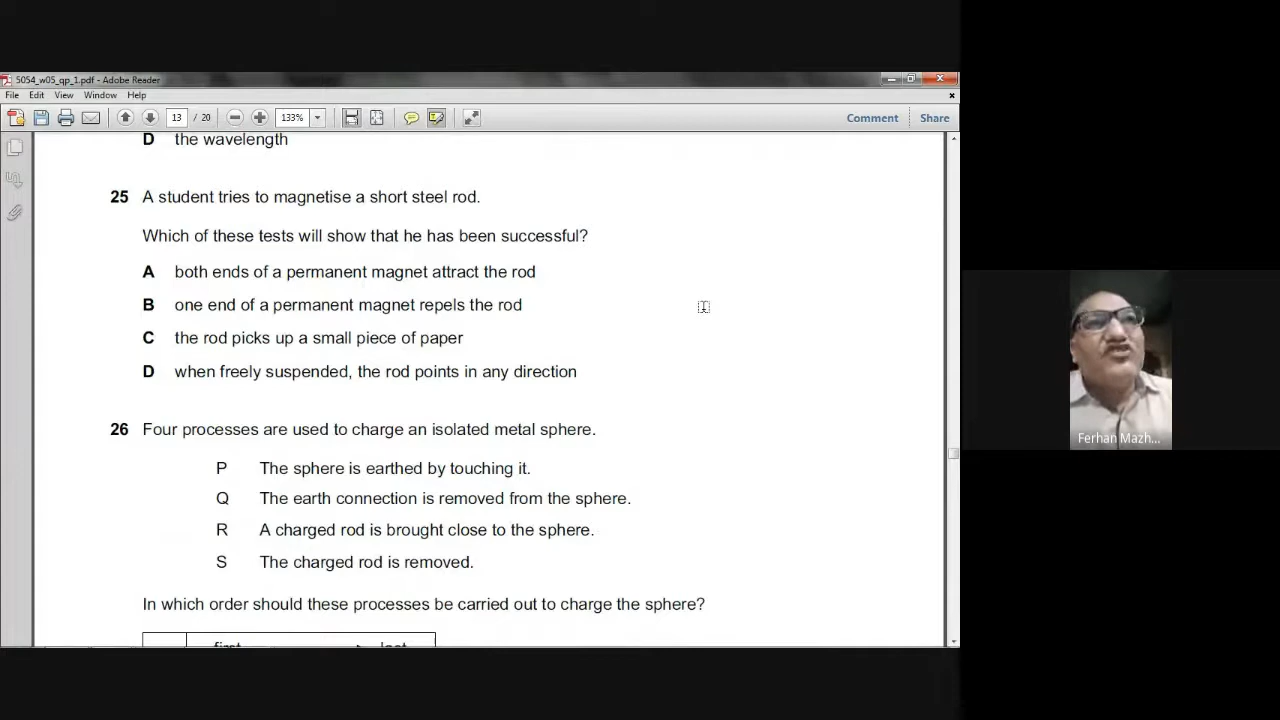 5054_w05_qp_1.pdf - Adobe Reader
File Edit View Window Help
13 / 20 133% Comment Share
D the wavelength
25 A student tries to magnetise a short steel rod.
Which of these tests will show that he has been successful?
A both ends of a permanent magnet attract the rod
B one end of a permanent magnet repels the rod
C the rod picks up a small piece of paper
D when freely suspended, the rod points in any direction
26 Four processes are used to charge an isolated metal sphere.
P The sphere is earthed by touching it.
Q The earth connection is removed from the sphere.
R A charged rod is brought close to the sphere.
S The charged rod is removed.
In which order should these processes be carried out to charge the sphere?
first last
Ferhan Mazh...